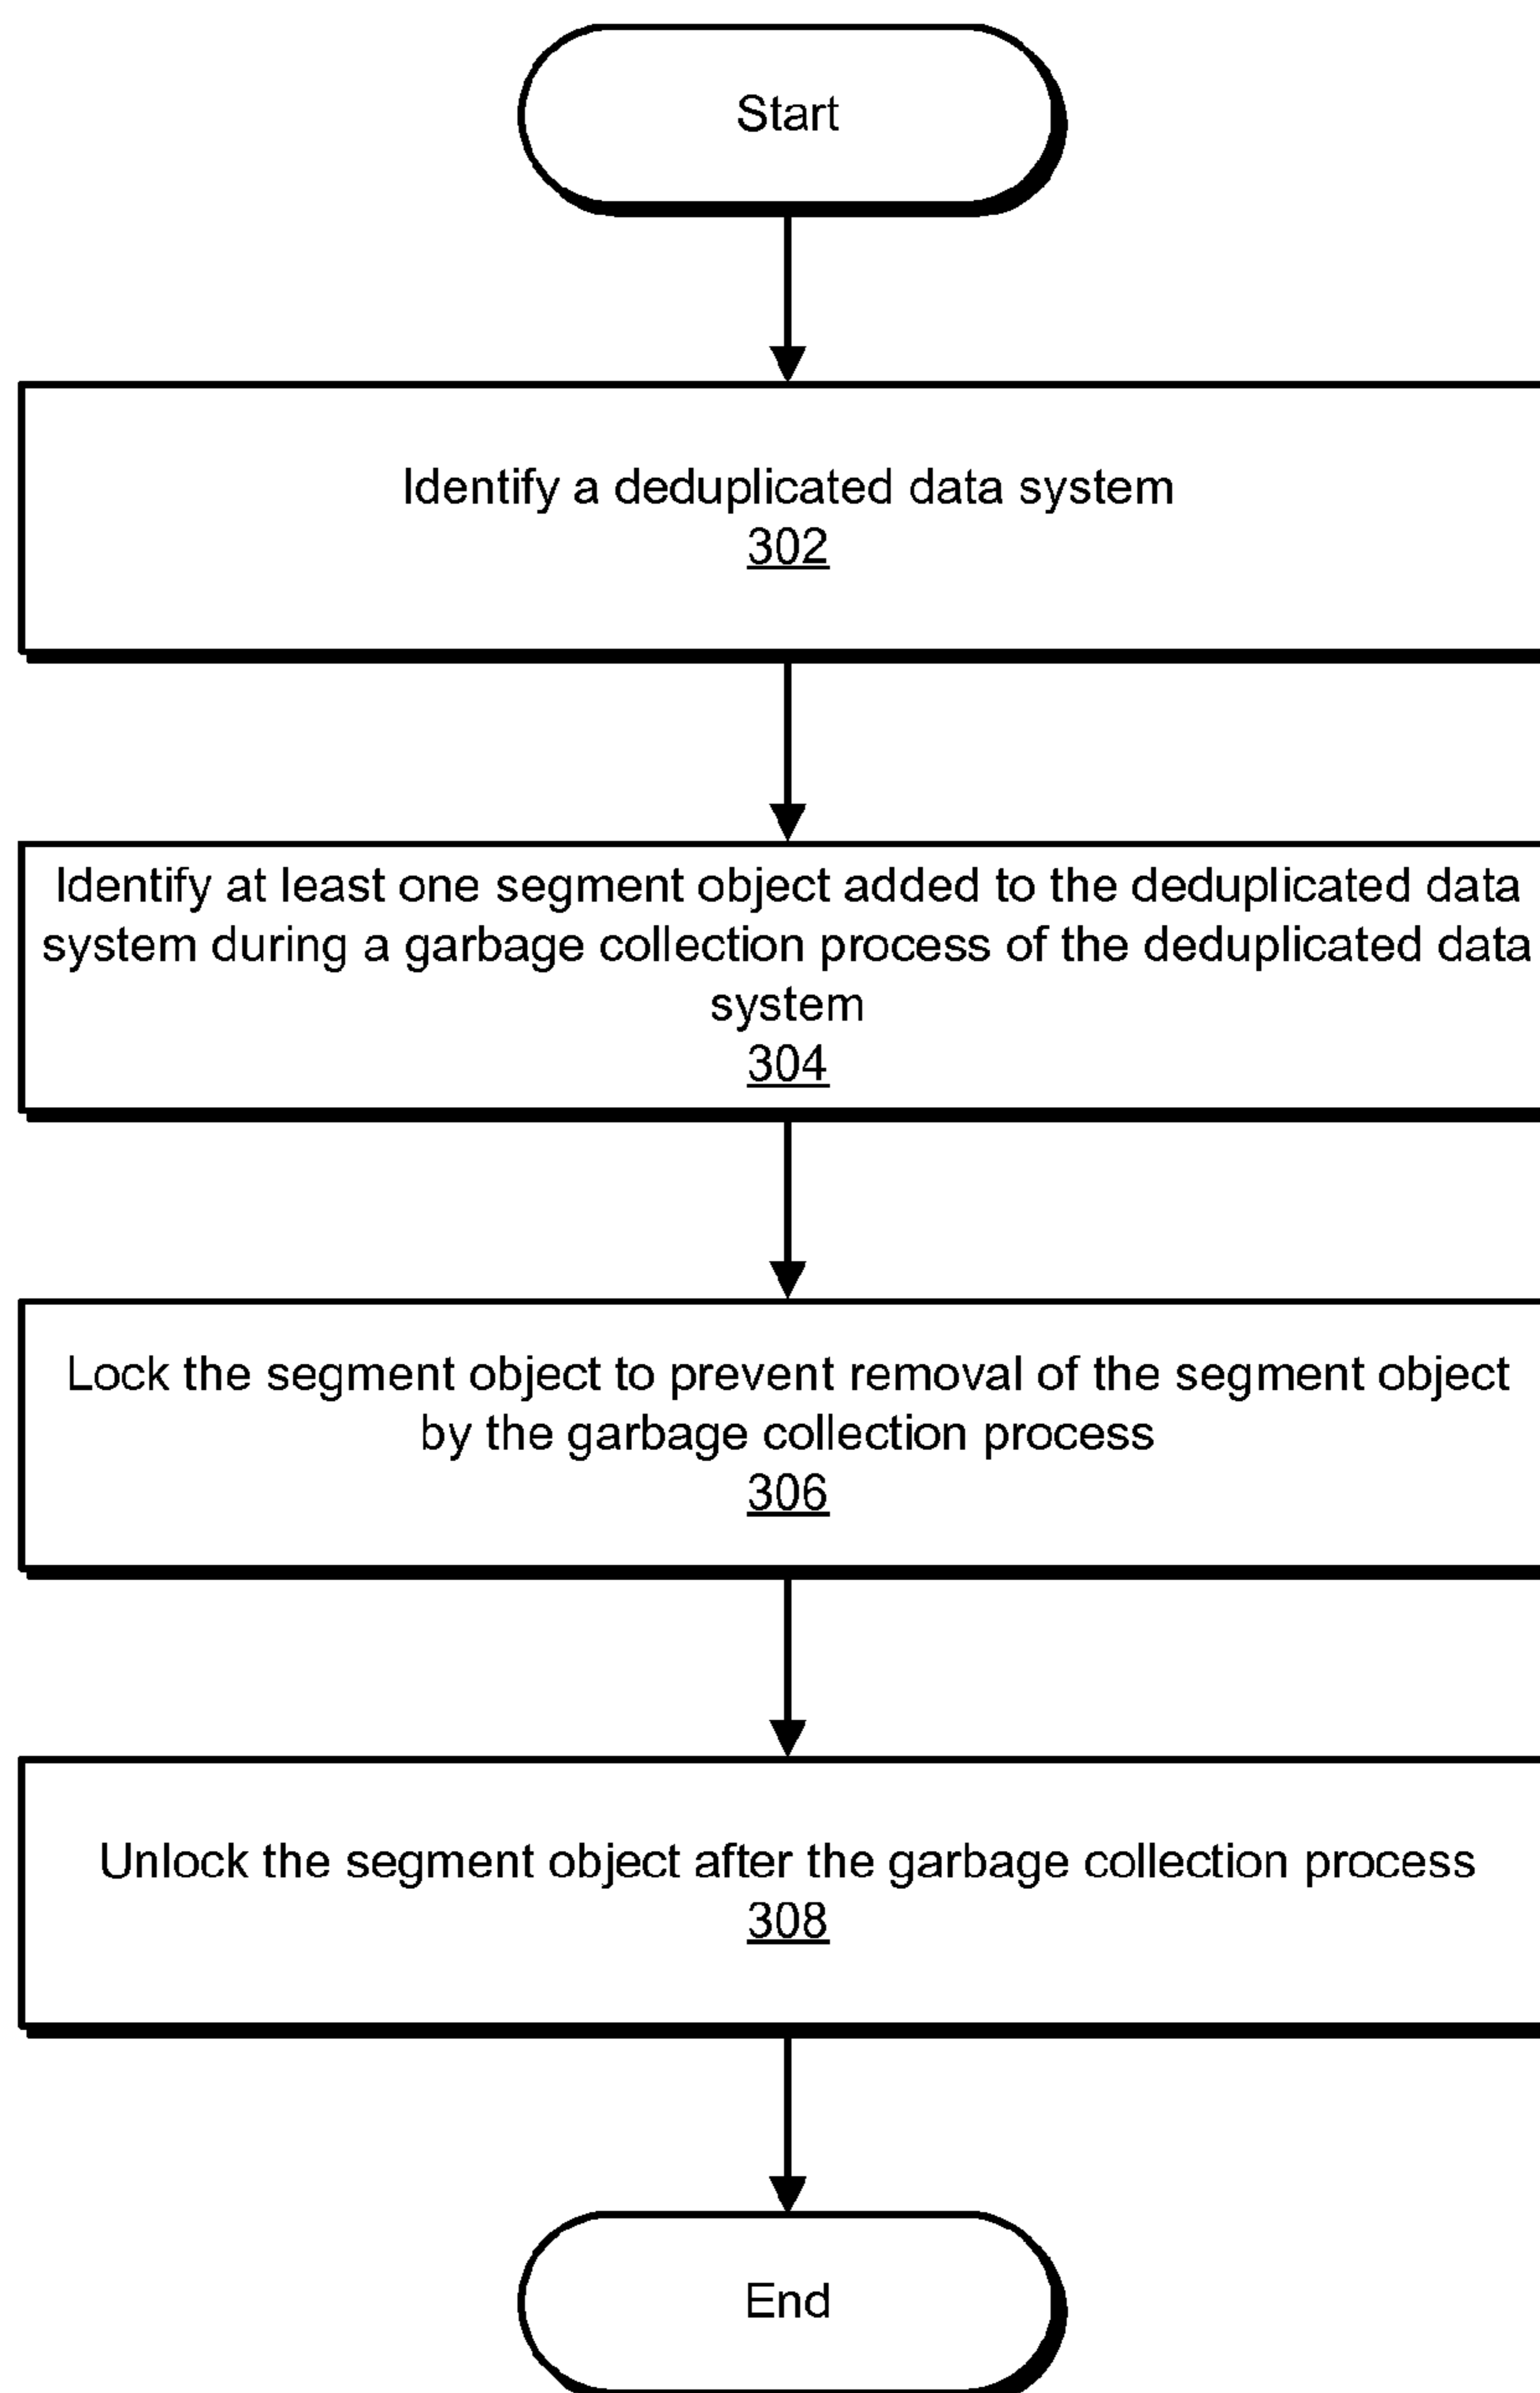 Start
Identify a deduplicated data system
302
Identify at least one segment object added to the deduplicated data
system during a garbage collection process of the deduplicated data
system
304
Lock the segment object to prevent removal of the segment object
by the garbage collection process
306
Unlock the segment object after the garbage collection process
308
End